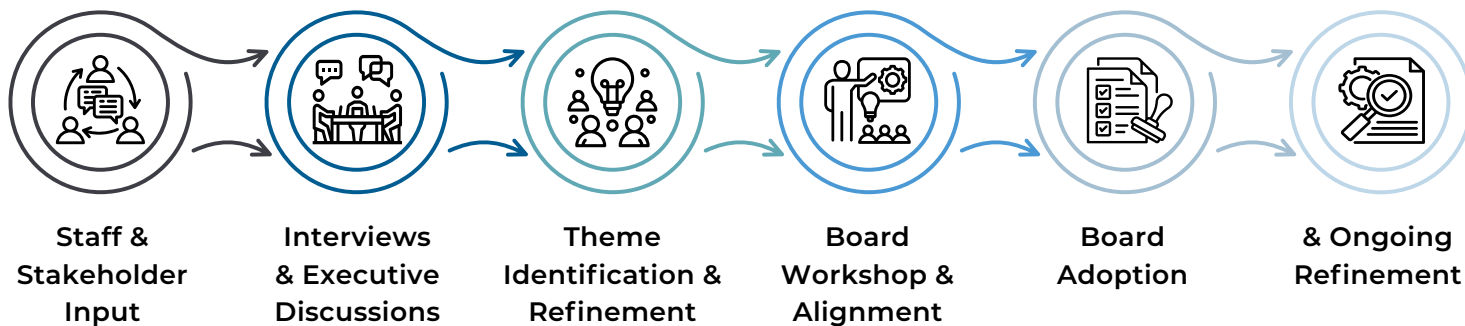 Staff &
Stakeholder
Input
Interviews
& Executive
Discussions
Theme
Identification &
Refinement
Board
Workshop &
Alignment
Board
Adoption
& Ongoing
Refinement